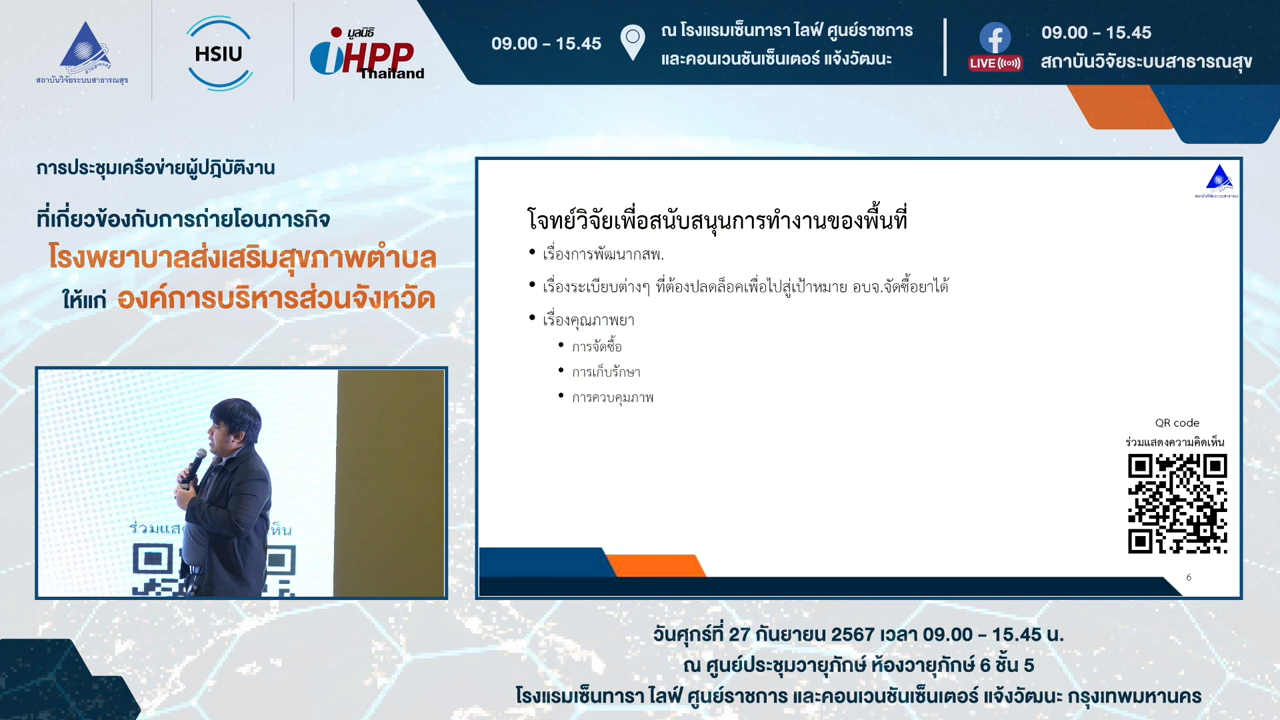 สถาบันวิจัยระบบสาธารณสุข
HSIU
มูลนิธิ
iHPP
Thailand
09.00 - 15.45
ณ โรงแรมเซ็นทารา ไลฟ์ ศูนย์ราชการ
และคอนเวนชันเซ็นเตอร์ แจ้งวัฒนะ
LIVE
09.00 - 15.45
สถาบันวิจัยระบบสาธารณสุข
การประชุมเครือข่ายผู้ปฏิบัติงาน
ที่เกี่ยวข้องกับการถ่ายโอนภารกิจ
โรงพยาบาลส่งเสริมสุขภาพตำบล
ให้แก่ องค์การบริหารส่วนจังหวัด
โจทย์วิจัยเพื่อสนับสนุนการทำงานของพื้นที่
• เรื่องการพัฒนากสพ.
• เรื่องระเบียบต่างๆ ที่ต้องปลดล็อคเพื่อไปสู่เป้าหมาย อบจ.จัดซื้อยาได้
• เรื่องคุณภาพยา
• การจัดซื้อ
• การเก็บรักษา
• การควบคุมภาพ
QR code
ร่วมแสดงความคิดเห็น
6
วันศุกร์ที่ 27 กันยายน 2567 เวลา 09.00 - 15.45 น.
ณ ศูนย์ประชุมวายุภักษ์ ห้องวายุภักษ์ 6 ชั้น 5
โรงแรมเซ็นทารา ไลฟ์ ศูนย์ราชการ และคอนเวนชันเซ็นเตอร์ แจ้งวัฒนะ กรุงเทพมหานคร